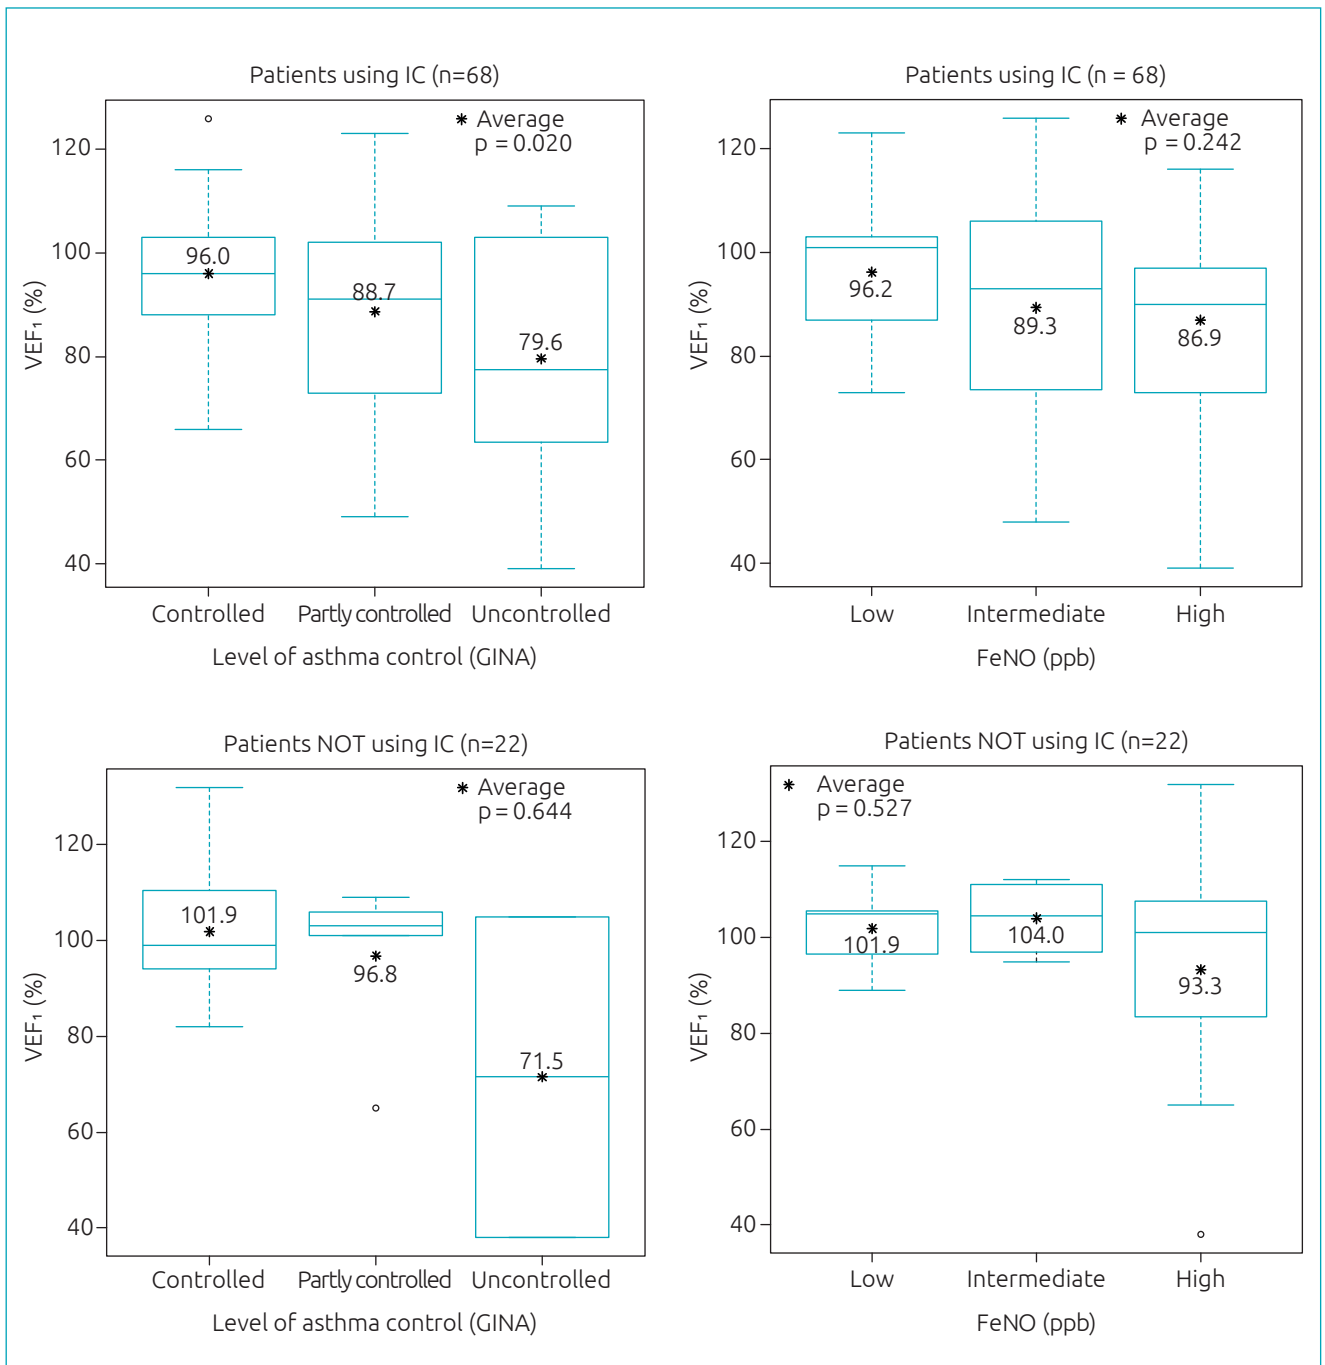 Patients using IC (n=68)
* Average
p = 0.020
VEF₁ (%)
120
100
80
60
40
96.0
88.7
79.6
Controlled Partly controlled Uncontrolled
Level of asthma control (GINA)
Patients using IC (n = 68)
* Average
p = 0.242
VEF₁ (%)
120
100
80
60
40
96.2
89.3
86.9
Low Intermediate High
FeNO (ppb)
Patients NOT using IC (n=22)
* Average
p = 0.644
VEF₁ (%)
120
100
80
60
40
101.9
96.8
71.5
Controlled Partly controlled Uncontrolled
Level of asthma control (GINA)
Patients NOT using IC (n=22)
* Average
p = 0.527
VEF₁ (%)
120
100
80
60
40
101.9
104.0
93.3
Low Intermediate High
FeNO (ppb)